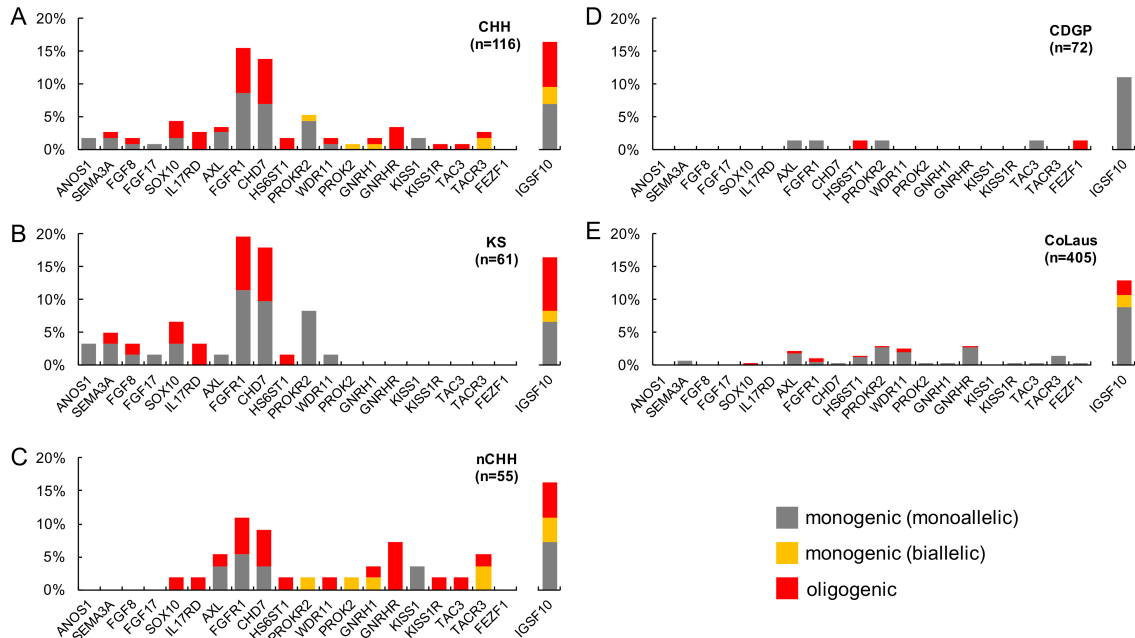 A
20%
15%
10%
5%
0%
CHH
(n=116)
ANOS1
SEMA3A
FGF8
FGF17
SOX10
IL17RD
AXL
FGFR1
CHD7
HS6ST1
PROKR2
WDR11
PROK2
GNRH1
GNRHR
KISS1
KISS1R
TAC3
TACR3
FEZF1
IGSF10
B
20%
15%
10%
5%
0%
KS
(n=61)
ANOS1
SEMA3A
FGF8
FGF17
SOX10
IL17RD
AXL
FGFR1
CHD7
HS6ST1
PROKR2
WDR11
PROK2
GNRH1
GNRHR
KISS1
KISS1R
TAC3
TACR3
FEZF1
IGSF10
C
20%
15%
10%
5%
0%
nCHH
(n=55)
ANOS1
SEMA3A
FGF8
FGF17
SOX10
IL17RD
AXL
FGFR1
CHD7
HS6ST1
PROKR2
WDR11
PROK2
GNRH1
GNRHR
KISS1
KISS1R
TAC3
TACR3
FEZF1
IGSF10
D
20%
15%
10%
5%
0%
CDGP
(n=72)
ANOS1
SEMA3A
FGF8
FGF17
SOX10
IL17RD
AXL
FGFR1
CHD7
HS6ST1
PROKR2
WDR11
PROK2
GNRH1
GNRHR
KISS1
KISS1R
TAC3
TACR3
FEZF1
IGSF10
E
20%
15%
10%
5%
0%
CoLaus
(n=405)
ANOS1
SEMA3A
FGF8
FGF17
SOX10
IL17RD
AXL
FGFR1
CHD7
HS6ST1
PROKR2
WDR11
PROK2
GNRH1
GNRHR
KISS1
KISS1R
TAC3
TACR3
FEZF1
IGSF10
monogenic (monoallelic)
monogenic (biallelic)
oligogenic